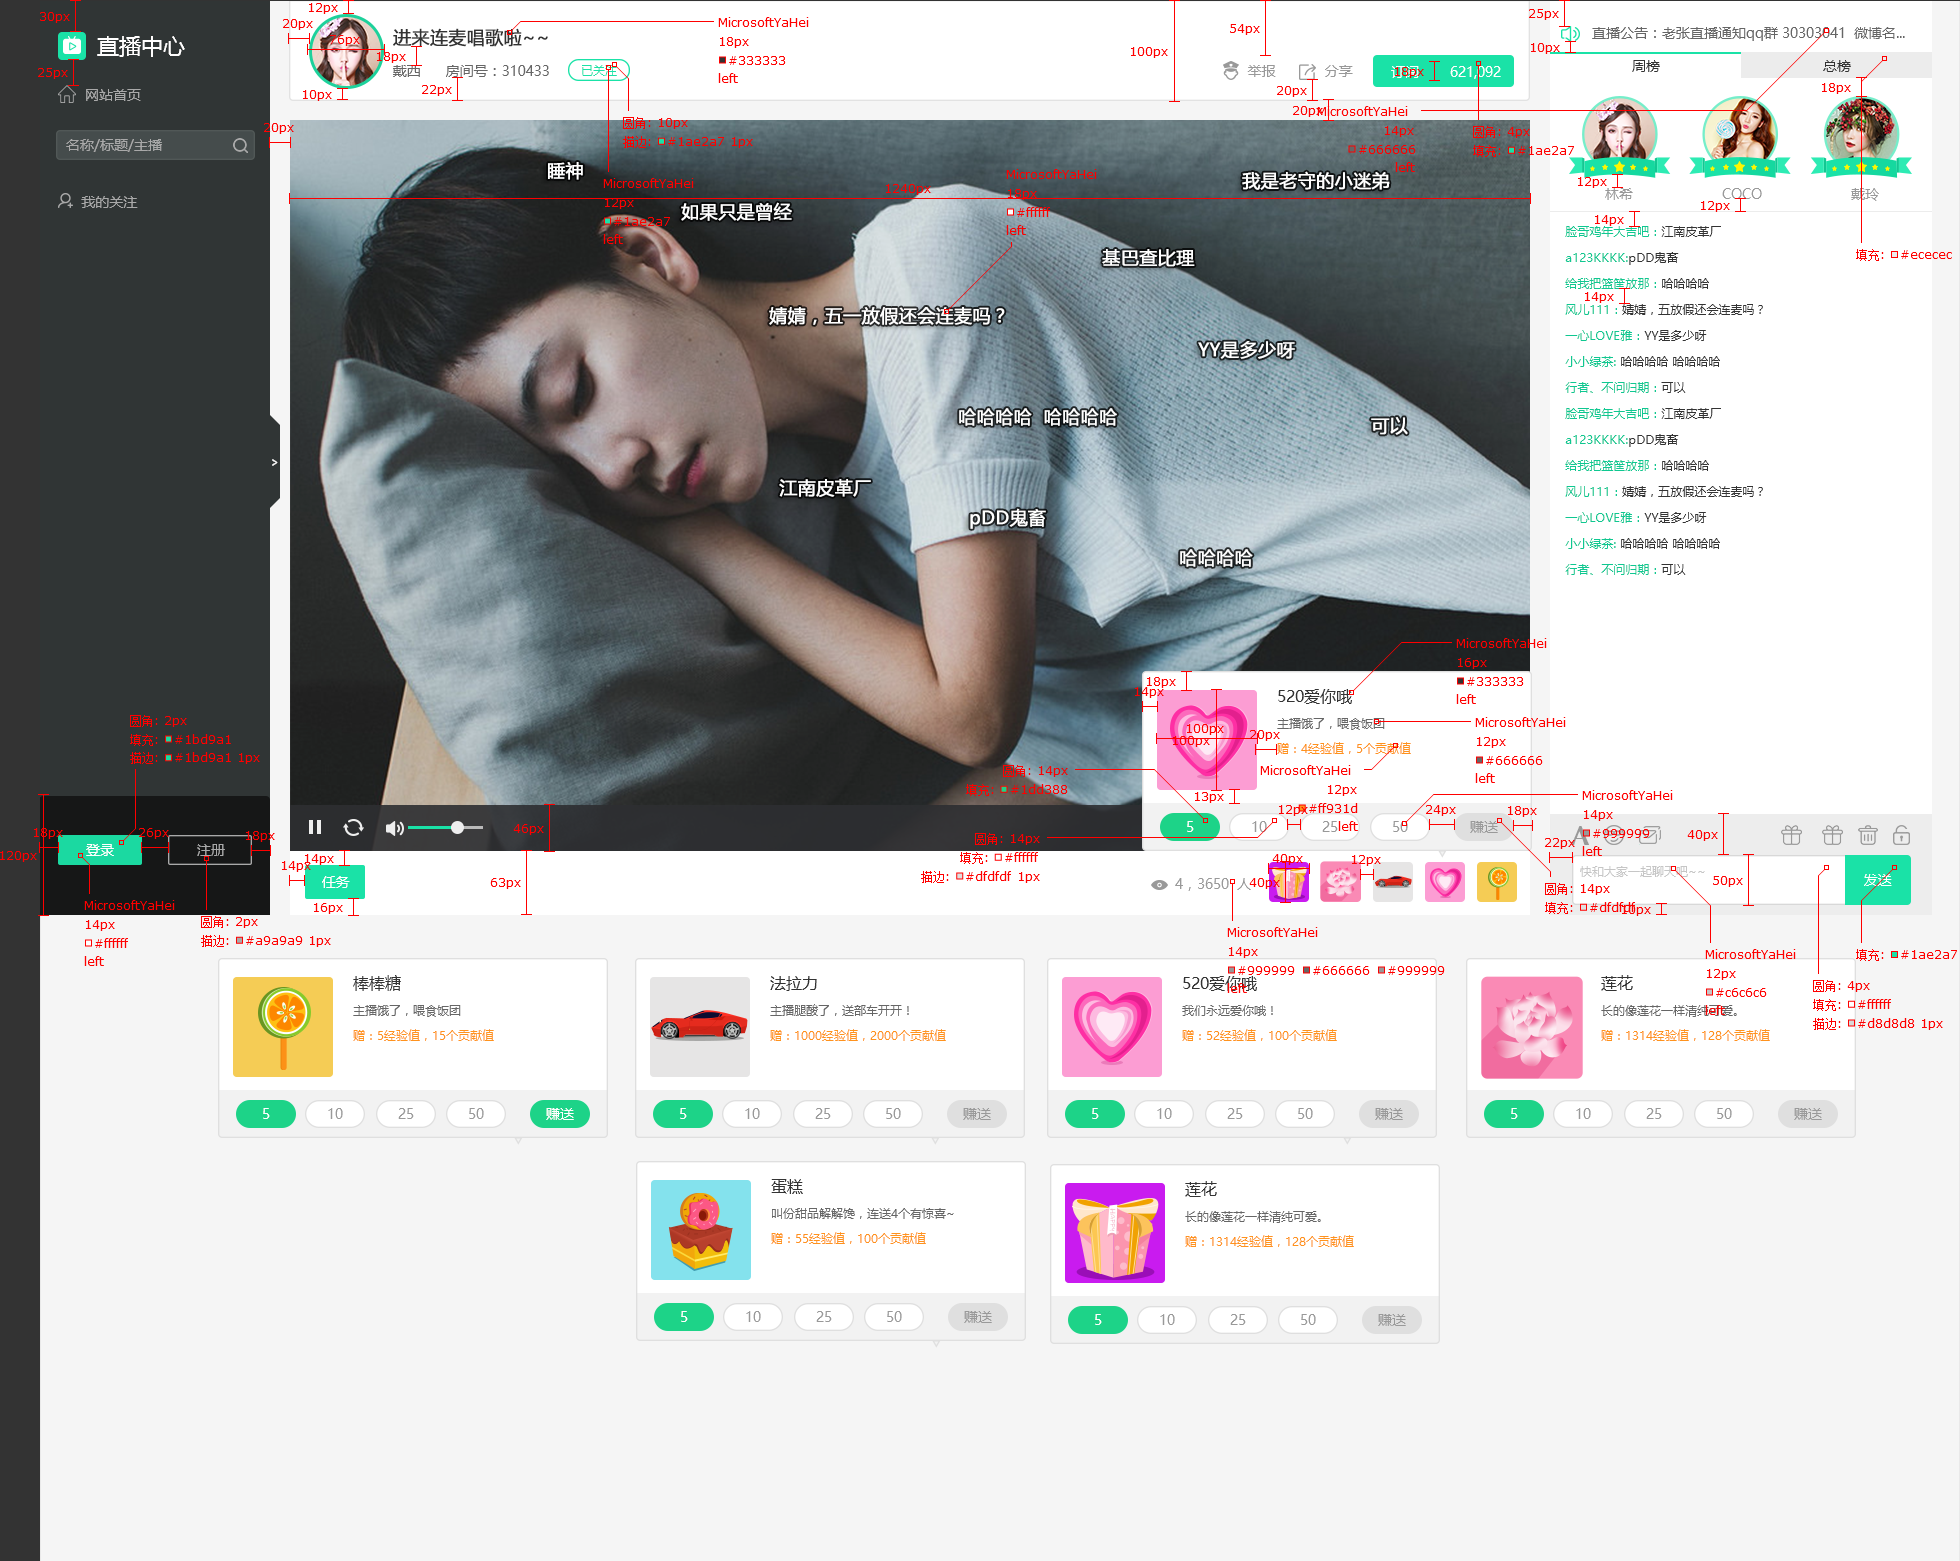 30px
直播中心
25px
网站首页
名称/标题/主播
我的关注
12px
20px
76px
进来连麦唱歌啦~~
18px
戴西
房间号：310433
已关注
10px
22px
MicrosoftYaHei
18px
#333333
left
100px
54px
举报
分享
20px
18px
621,092
20px
圆角：10px
描边：#1ae2a7 1px
MicrosoftYaHei
12px
#1ae2a7
left
MicrosoftYaHei
14px
#666666
left
圆角：4px
填充：#1ae2a7
25px
10px
直播公告：老张直播通知qq群 30303041 微博名...
周榜
总榜
18px
林希
COCO
戴玲
12px
12px
14px
填充：#ececec
脸哥鸡年大吉吧：江南皮革厂
a123KKKK:pDD鬼畜
给我把篮筐放那：哈哈哈哈
14px
风儿111：婧婧，五一放假还会连麦吗？
一心LOVE雅：YY是多少呀
小小绿茶: 哈哈哈哈 哈哈哈哈
行者、不问归期：可以
脸哥鸡年大吉吧：江南皮革厂
a123KKKK:pDD鬼畜
给我把篮筐放那：哈哈哈哈
风儿111：婧婧，五一放假还会连麦吗？
一心LOVE雅：YY是多少呀
小小绿茶: 哈哈哈哈 哈哈哈哈
行者、不问归期：可以
睡神
如果只是曾经
1240px
MicrosoftYaHei
#ffffff
left
我是老守的小迷弟
基巴查比理
婧婧，五一放假还会连麦吗？
YY是多少呀
哈哈哈哈 哈哈哈哈
可以
江南皮革厂
pDD鬼畜
哈哈哈哈
MicrosoftYaHei
16px
#333333
left
18px
14px
520爱你哦
主播饿了，喂食饭团
赠：4经验值，5个贡献值
100px
100px
20px
MicrosoftYaHei
12px
#666666
left
MicrosoftYaHei
12px
#ff931d
left
圆角：14px
填充：#1dd388
13px
12px
24px
18px
5
10
25
50
赚送
MicrosoftYaHei
14px
#999999
left
圆角：14px
填充：#ffffff
描边：#dfdfdf 1px
圆角：2px
填充：#1bd9a1
描边：#1bd9a1 1px
18px
26px
18px
120px
登录
注册
MicrosoftYaHei
14px
#ffffff
left
圆角：2px
描边：#a9a9a9 1px
46px
14px
14px
任务
16px
63px
40px
12px
40px
4，3650
人
MicrosoftYaHei
14px
#999999 #666666 #999999
left
22px
40px
快和大家一起聊天吧~~
50px
发送
圆角：14px
填充：#dfdfdf
10px
MicrosoftYaHei
12px
#c6c6c6
left
填充：#1ae2a7
圆角：4px
填充：#ffffff
描边：#d8d8d8 1px
棒棒糖
主播饿了，喂食饭团
赠：5经验值，15个贡献值
5
10
25
50
赚送
法拉力
主播腿酸了，送部车开开！
赠：1000经验值，2000个贡献值
5
10
25
50
赚送
520爱你哦
我们永远爱你哦！
赠：52经验值，100个贡献值
5
10
25
50
赚送
莲花
长的像莲花一样清纯可爱。
赠：1314经验值，128个贡献值
5
10
25
50
赚送
蛋糕
叫份甜品解解馋，连送4个有惊喜~
赠：55经验值，100个贡献值
5
10
25
50
赚送
莲花
长的像莲花一样清纯可爱。
赠：1314经验值，128个贡献值
5
10
25
50
赚送